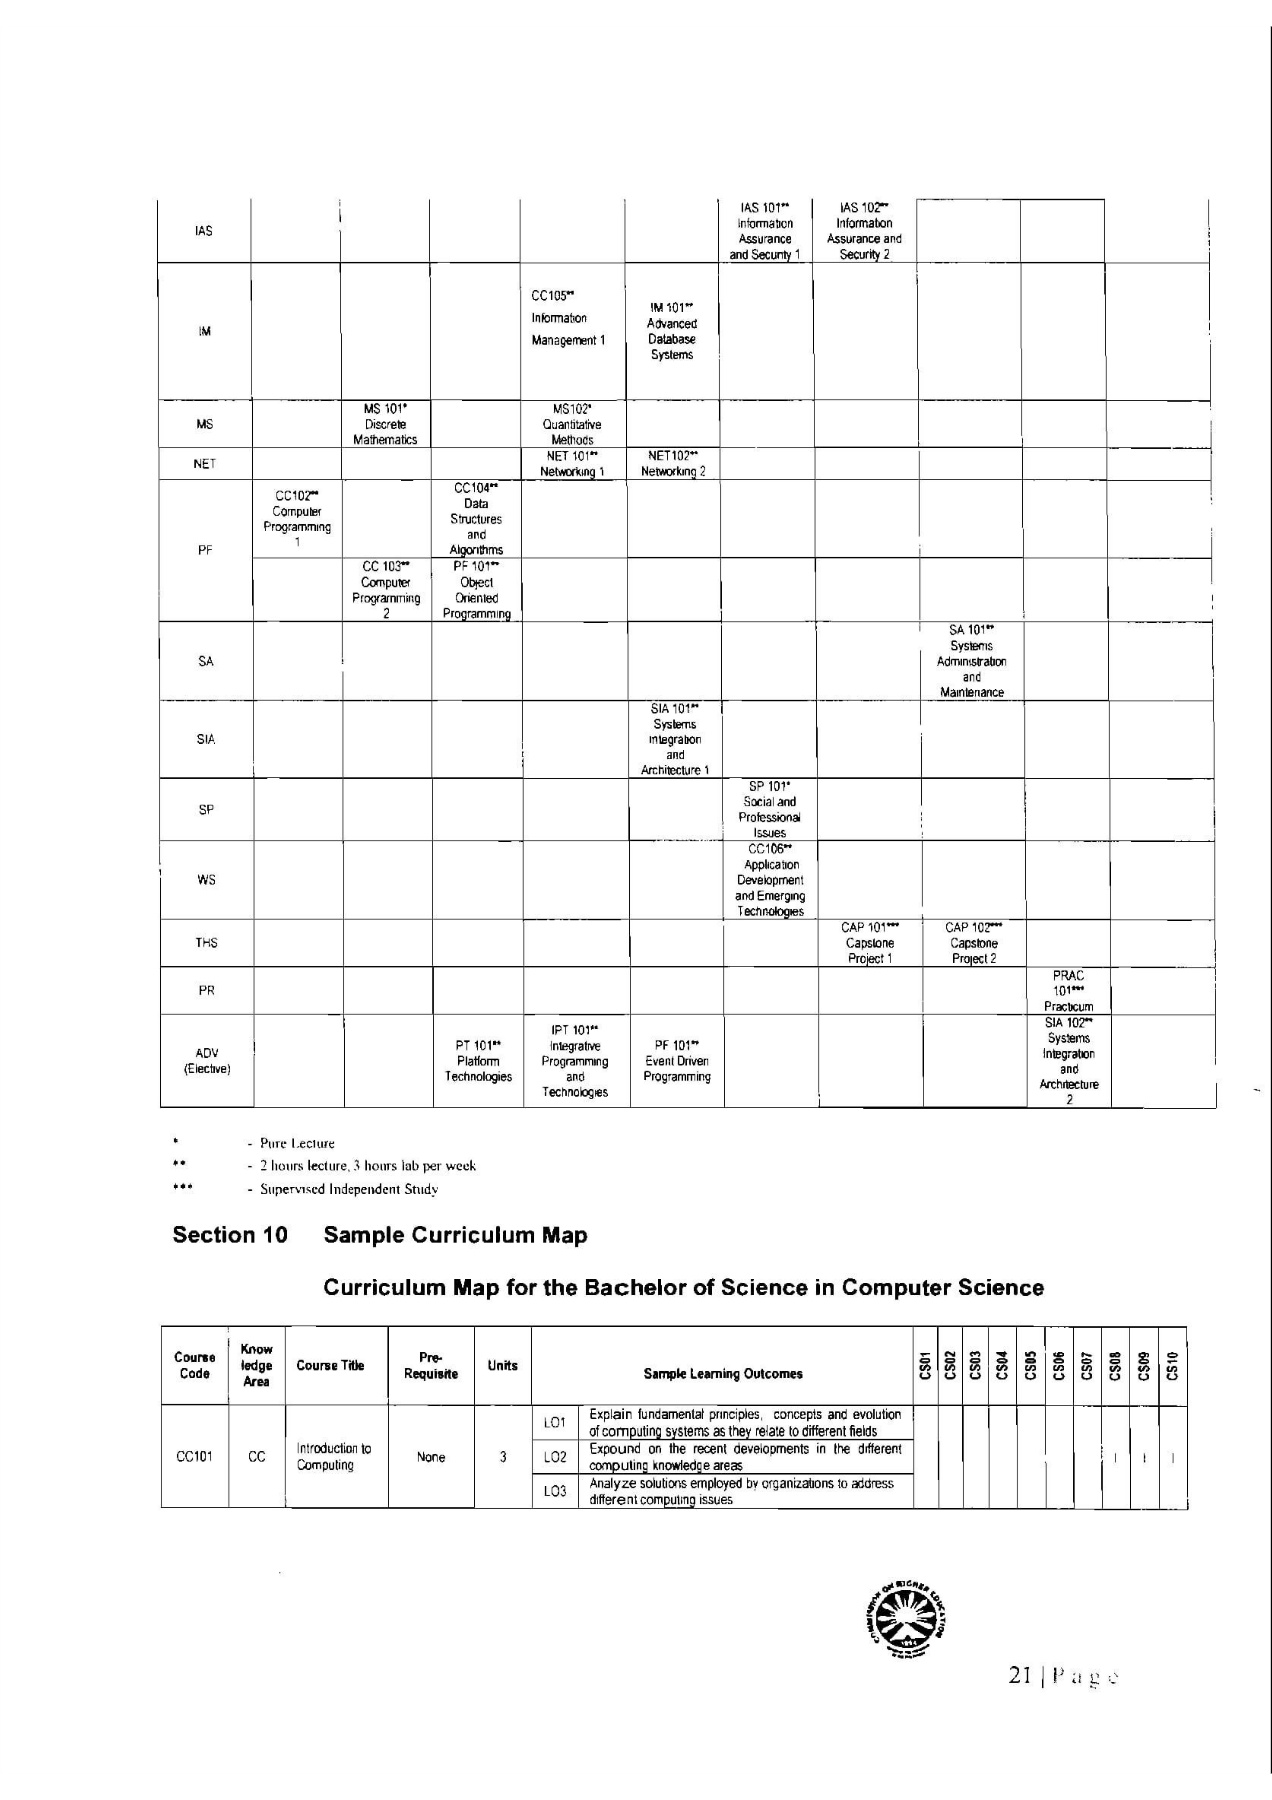 IAS
IAS 101**
Information
Assurance
and Security 1
IAS 102**
Information
Assurance and
Security 2
IM
CC105**
Information
Management 1
IM 101**
Advanced
Database
Systems
MS
MS 101*
Discrete
Mathematics
MS102*
Quantitative
Methods
NET
NET 101**
Networking 1
NET102**
Networking 2
PF
CC102**
Computer
Programming
1
CC104**
Data
Structures
and
Algorithms
CC 103**
Computer
Programming
2
PF 101**
Object
Oriented
Programming
SA
SA 101**
Systems
Administration
and
Maintenance
SIA
SIA 101**
Systems
Integration
and
Architecture 1
SP
SP 101*
Social and
Professional
Issues
WS
CC106**
Application
Development
and Emerging
Technologies
THS
CAP 101***
Capstone
Project 1
CAP 102***
Capstone
Project 2
PR
PRAC
101***
Practicum
ADV
(Elective)
PT 101**
Platform
Technologies
IPT 101**
Integrative
Programming
and
Technologies
PF 101**
Event Driven
Programming
SIA 102**
Systems
Integration
and
Architecture
2
* - Pure Lecture
** - 2 hours lecture, 3 hours lab per week
*** - Supervised Independent Study
Section 10 Sample Curriculum Map
Curriculum Map for the Bachelor of Science in Computer Science
Course
Code
Know
ledge
Area
Course Title
Pre-
Requisite
Units
Sample Learning Outcomes
CS01
CS02
CS03
CS04
CS05
CS06
CS07
CS08
CS09
CS10
CC101
CC
Introduction to
Computing
None
3
LO1
Explain fundamental principles, concepts and evolution
of computing systems as they relate to different fields
LO2
Expound on the recent developments in the different
computing knowledge areas
LO3
Analyze solutions employed by organizations to address
different computing issues
I
I
I
COMMISSION ON HIGHER EDUCATION
1994
21 | P a g e